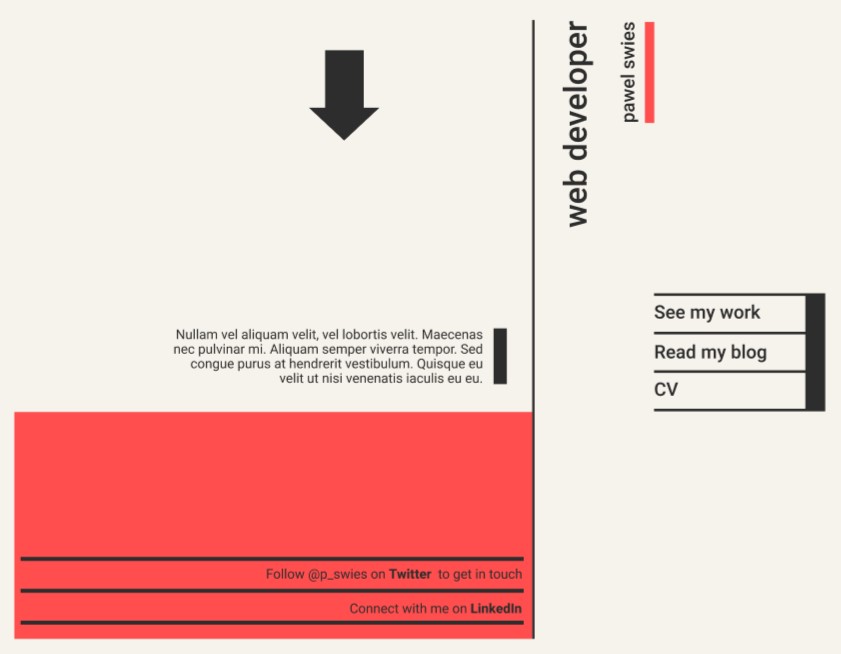 web developer
pawel swies
See my work
Read my blog
CV
Nullam vel aliquam velit, vel lobortis velit. Maecenas
nec pulvinar mi. Aliquam semper viverra tempor. Sed
congue purus at hendrerit vestibulum. Quisque eu
velit ut nisi venenatis iaculis eu eu.
Follow @p_swies on Twitter to get in touch
Connect with me on LinkedIn